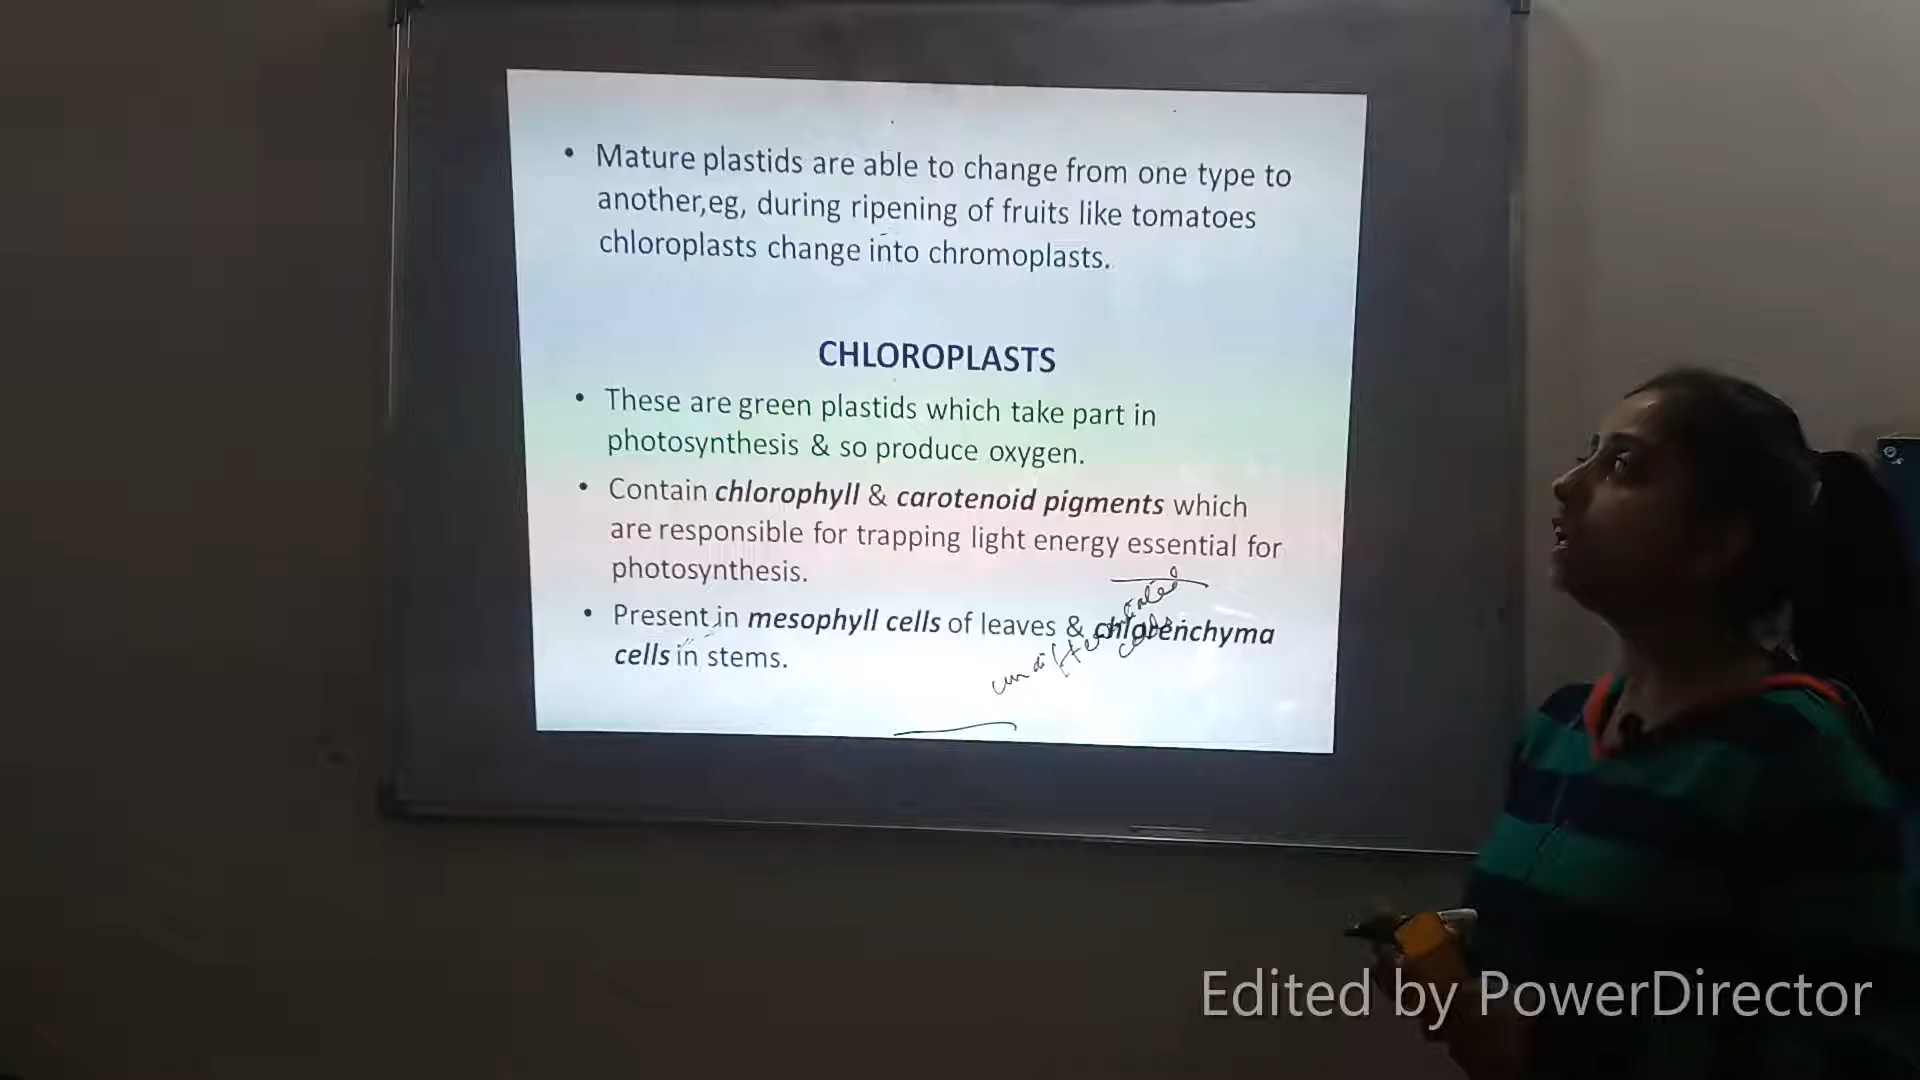 • Mature plastids are able to change from one type to
another,eg, during ripening of fruits like tomatoes
chloroplasts change into chromoplasts.
CHLOROPLASTS
• These are green plastids which take part in
photosynthesis & so produce oxygen.
• Contain chlorophyll & carotenoid pigments which
are responsible for trapping light energy essential for
photosynthesis.
• Present in mesophyll cells of leaves & chlorenchyma
cells in stems.
undifferentiated
cells
Edited by PowerDirector